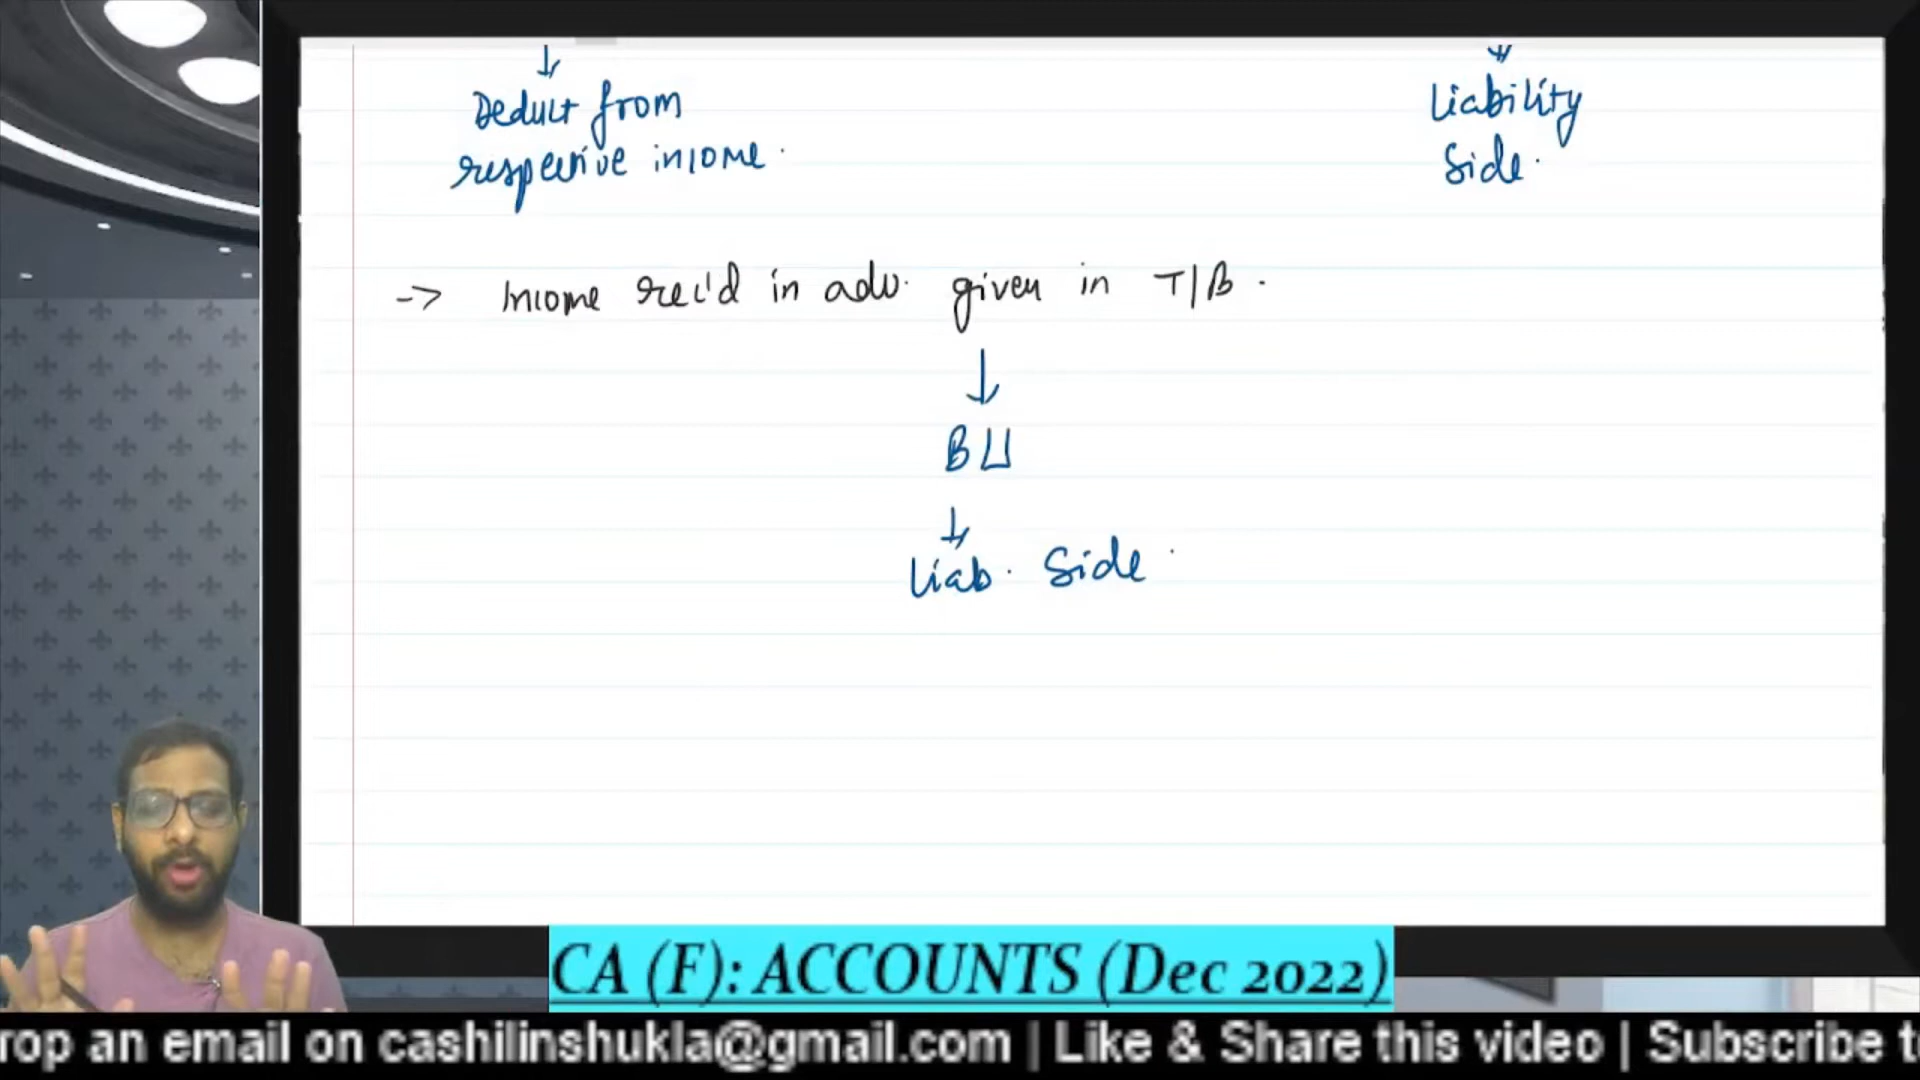 Deduct from
respective income.
Liability
Side.
-> Income rec'd in adv. given in T/B.
Liab. Side.
CA (F): ACCOUNTS (Dec 2022)
rop an email on cashilinshukla@gmail.com | Like & Share this video | Subscribe t